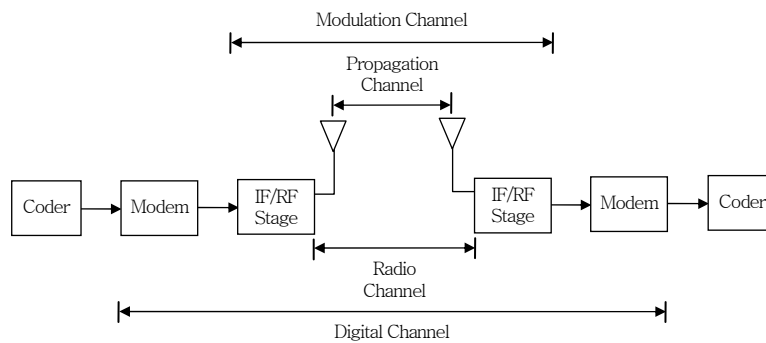 Modulation Channel
Propagation
Channel
Coder
Modem
IF/RF
Stage
IF/RF
Stage
Modem
Coder
Radio
Channel
Digital Channel